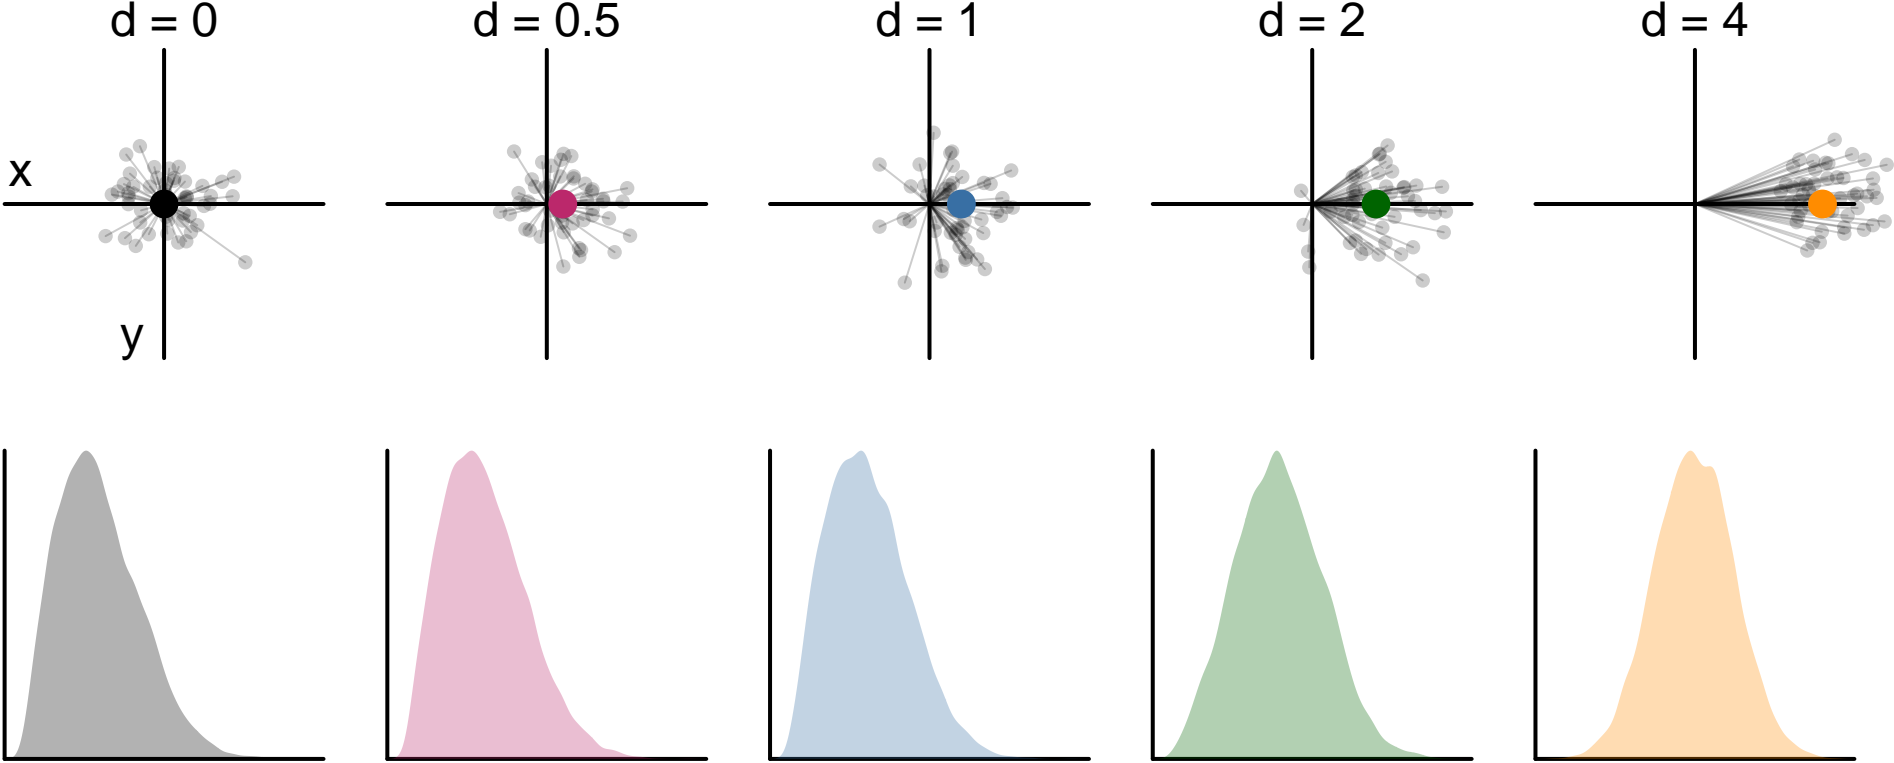 d = 0
d = 0.5
d = 1
d = 2
d = 4
x
y